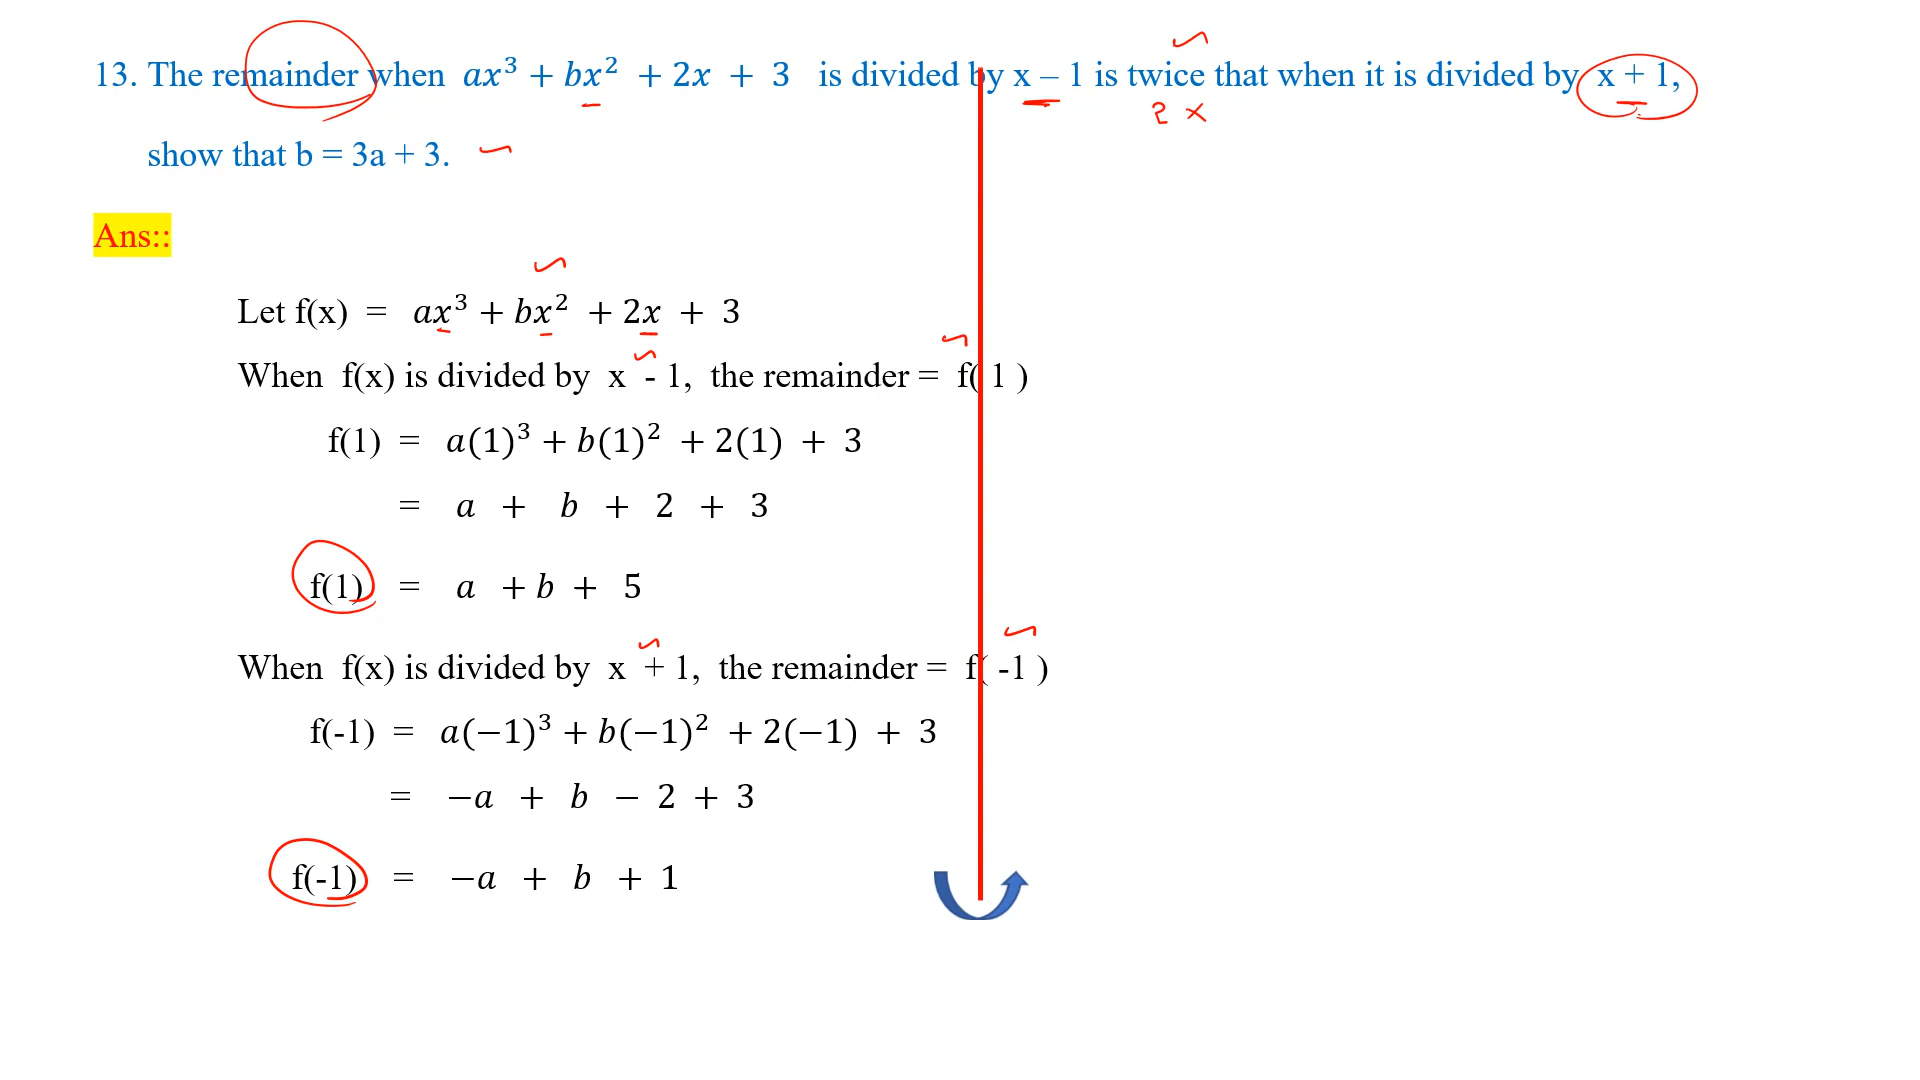 13. The remainder when ax³ + bx² + 2x + 3 is divided by x – 1 is twice that when it is divided by x + 1,
2 x
show that b = 3a + 3.
Ans::
Let f(x) = ax³ + bx² + 2x + 3
When f(x) is divided by x - 1, the remainder = f( 1 )
f(1) = a(1)³ + b(1)² + 2(1) + 3
= a + b + 2 + 3
f(1) = a + b + 5
When f(x) is divided by x + 1, the remainder = f( -1 )
f(-1) = a(−1)³ + b(−1)² + 2(−1) + 3
= −a + b − 2 + 3
f(-1) = −a + b + 1